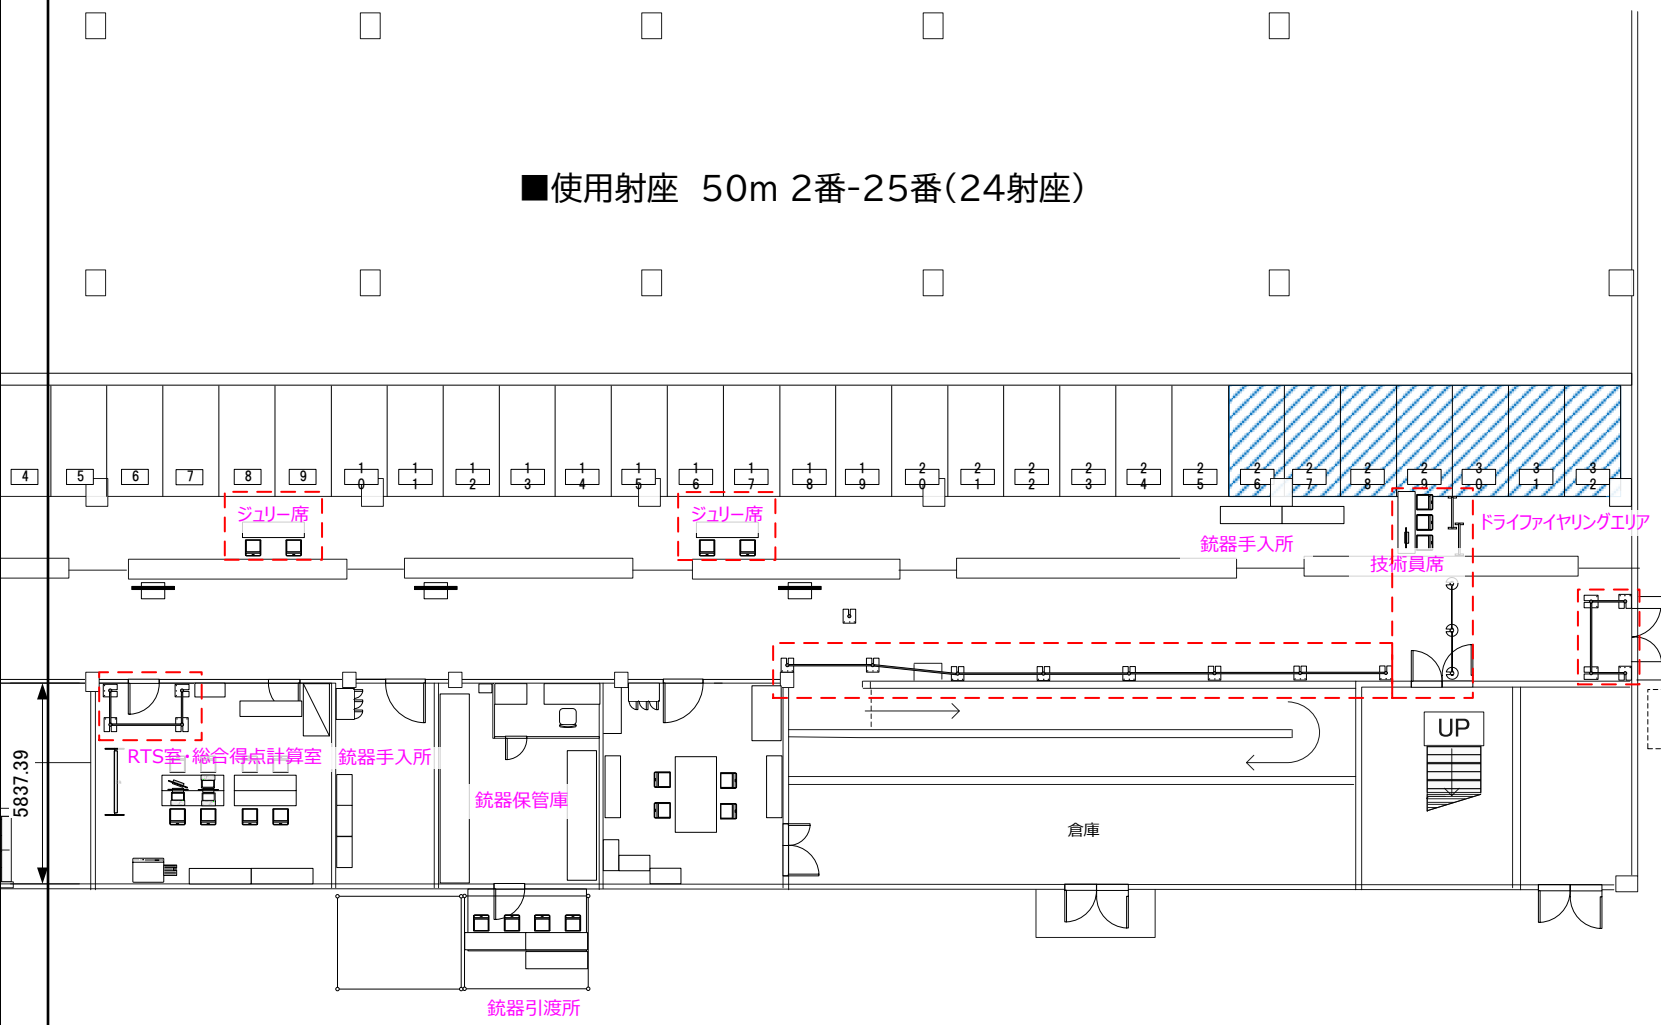 ■使用射座 50m 2番-25番(24射座)
4 5 6 7 8 9 10 11 12 13 14 15 16 17 18 19 20 21 22 23 24 25 26 27 28 29 30 31 32
ジュリー席
ジュリー席
ドライファイヤリングエリア
銃器手入所
技術員席
UP
RTS室・総合得点計算室
銃器手入所
5837.39
銃器保管庫
倉庫
銃器引渡所